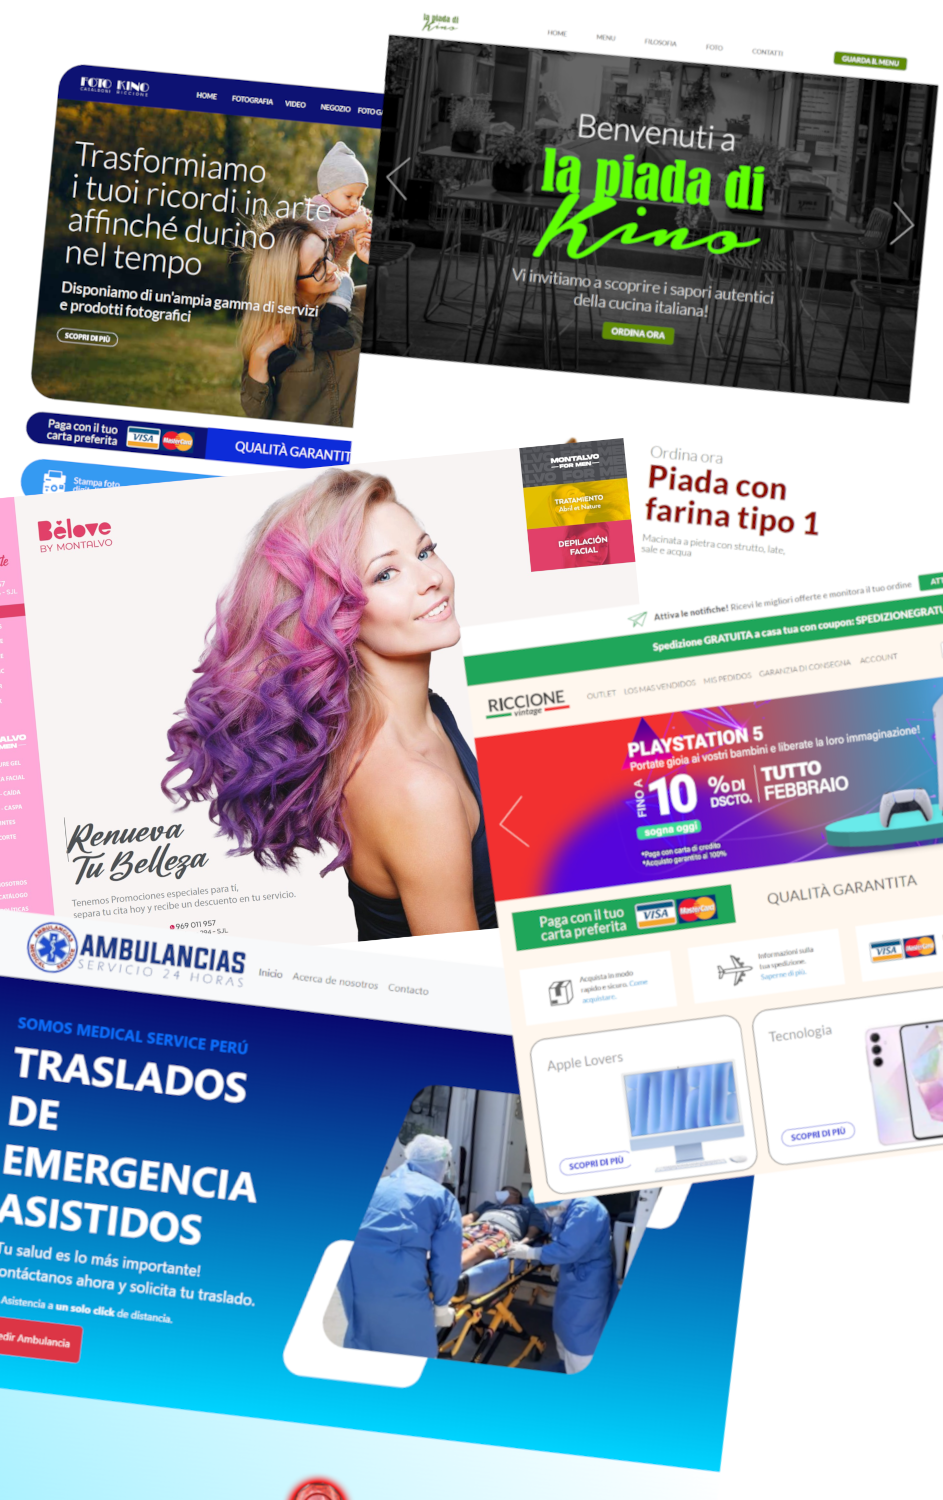 FOTO KINO
CASALBONI RICCIONE
HOME FOTOGRAFIA VIDEO NEGOZIO
Trasformiamo
i tuoi ricordi in arte
affinché durino
nel tempo
Disponiamo di un'ampia gamma di servizi
e prodotti fotografici
SCOPRI DI PIÙ
Paga con il tuo
carta preferita
VISA MasterCard
QUALITÀ GARANTIT
Stampa foto
la piada di
Kino
HOME MENU FILOSOFIA FOTO CONTATTI
GUARDA IL MENU
Benvenuti a
la piada di
Kino
Vi invitiamo a scoprire i sapori autentici
della cucina italiana!
ORDINA ORA
Ordina ora
Piada con
farina tipo 1
Macinata a pietra con strutto, late,
sale e acqua
Bĕlove
BY MONTALVO
MONTALVO
FOR MEN
TRATAMIENTO
Abril et Nature
DEPILACIÓN
FACIAL
Renueva
Tu Belleza
Tenemos Promociones especiales para ti,
separa tu cita hoy y recibe un descuento en tu servicio.
969 011 957
Attiva le notifiche! Ricevi le migliori offerte e monitora il tuo ordine
Spedizione GRATUITA a casa tua con coupon: SPEDIZIONEGRATU
RICCIONE
vintage
OUTLET LOS MAS VENDIDOS MIS PEDIDOS GARANZIA DI CONSEGNA ACCOUNT
PLAYSTATION 5
Portate gioia ai vostri bambini e liberate la loro immaginazione!
FINO A 10 % DI DSCTO. TUTTO FEBBRAIO
sogna oggi
*Paga con carta di credito
*Acquisto garantito al 100%
Paga con il tuo
carta preferita
VISA MasterCard
QUALITÀ GARANTITA
Acquista in modo
rapido e sicuro. Come
acquistare.
Informazioni sulla
tua spedizione.
Saperne di più.
VISA MasterCard
Apple Lovers
SCOPRI DI PIÙ
Tecnologia
SCOPRI DI PIÙ
AMBULANCIAS
SERVICIO 24 HORAS
Inicio Acerca de nosotros Contacto
SOMOS MEDICAL SERVICE PERÚ
TRASLADOS
DE
EMERGENCIA
ASISTIDOS
Tu salud es lo más importante!
ontáctanos ahora y solicita tu traslado.
Asistencia a un solo click de distancia.
edir Ambulancia